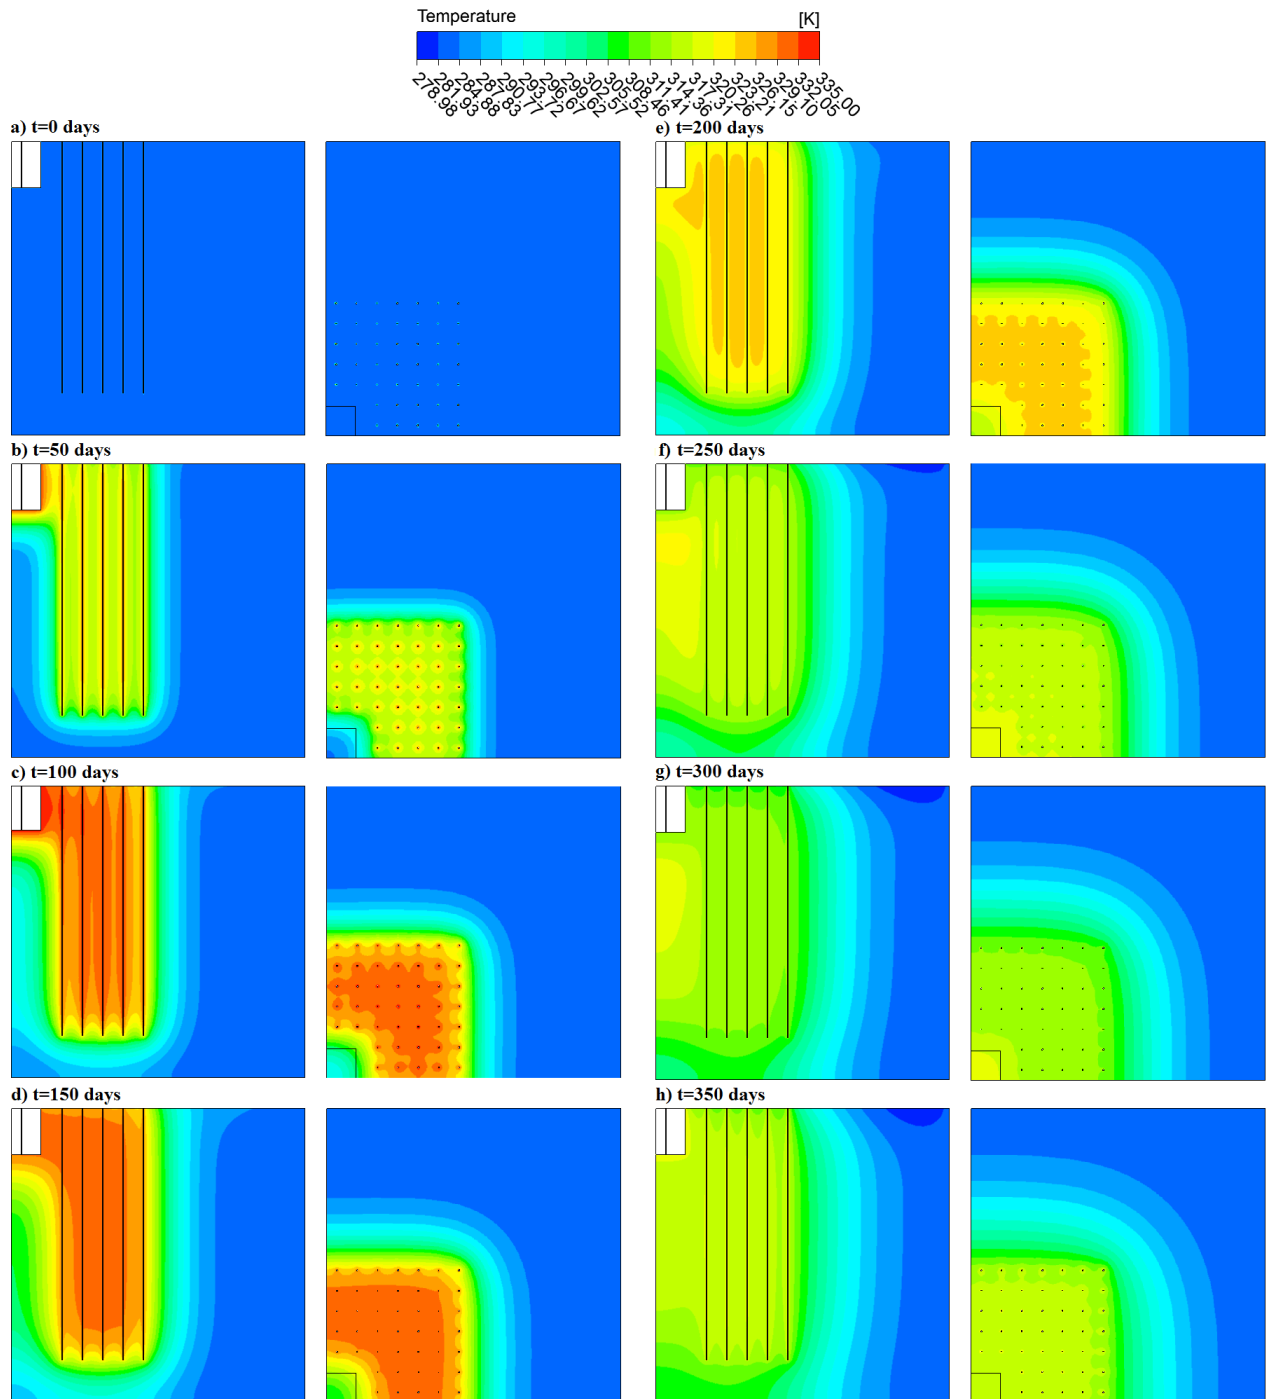 Temperature [K]
278.98 281.93 284.88 287.83 290.77 293.72 296.67 299.62 302.57 305.52 308.46 311.41 314.36 317.31 320.26 323.21 326.15 329.10 332.05 335.00
a) t=0 days
e) t=200 days
b) t=50 days
f) t=250 days
c) t=100 days
g) t=300 days
d) t=150 days
h) t=350 days